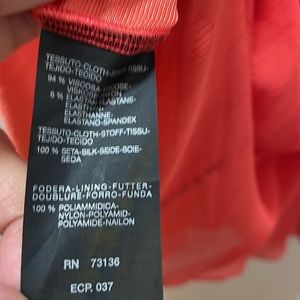 TESSUTO-CLOTH-STOFF-TISSU-
TEJIDO-TECIDO
94 % VISCOSA-VISCOSE-
VISKOSE-RAYON
6 % ELASTAN-ELASTANE-
ELASTHAN-
ELASTHANNE-
ELASTANO-SPANDEX
TESSUTO-CLOTH-STOFF-TISSU-
TEJIDO-TECIDO
100 % SETA-SILK-SEIDE-SOIE-
SEDA
FODERA-LINING-FUTTER-
DOUBLURE-FORRO-FUNDA
100 % POLIAMMIDICA-
NYLON-POLYAMID-
POLYAMIDE-NAILON
RN 73136
ECP. 037